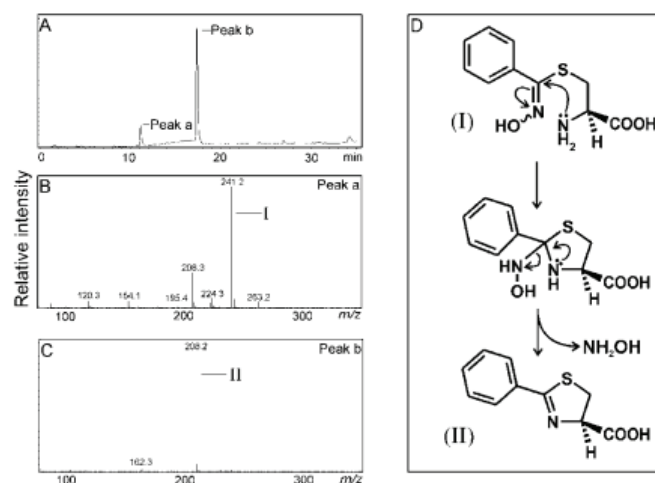 A
Peak b
Peak a
0 10 20 30 min
Relative intensity
B
Peak a
241.2
I
208.3
120.3 154.1 195.4 224.3 263.2
100 200 300 m/z
C
Peak b
208.2
II
162.3
100 200 300 m/z
D
S
N
HO
N
H2
H
COOH
(I)
S
HN
OH
N
H
COOH
NH2OH
S
N
H
COOH
(II)